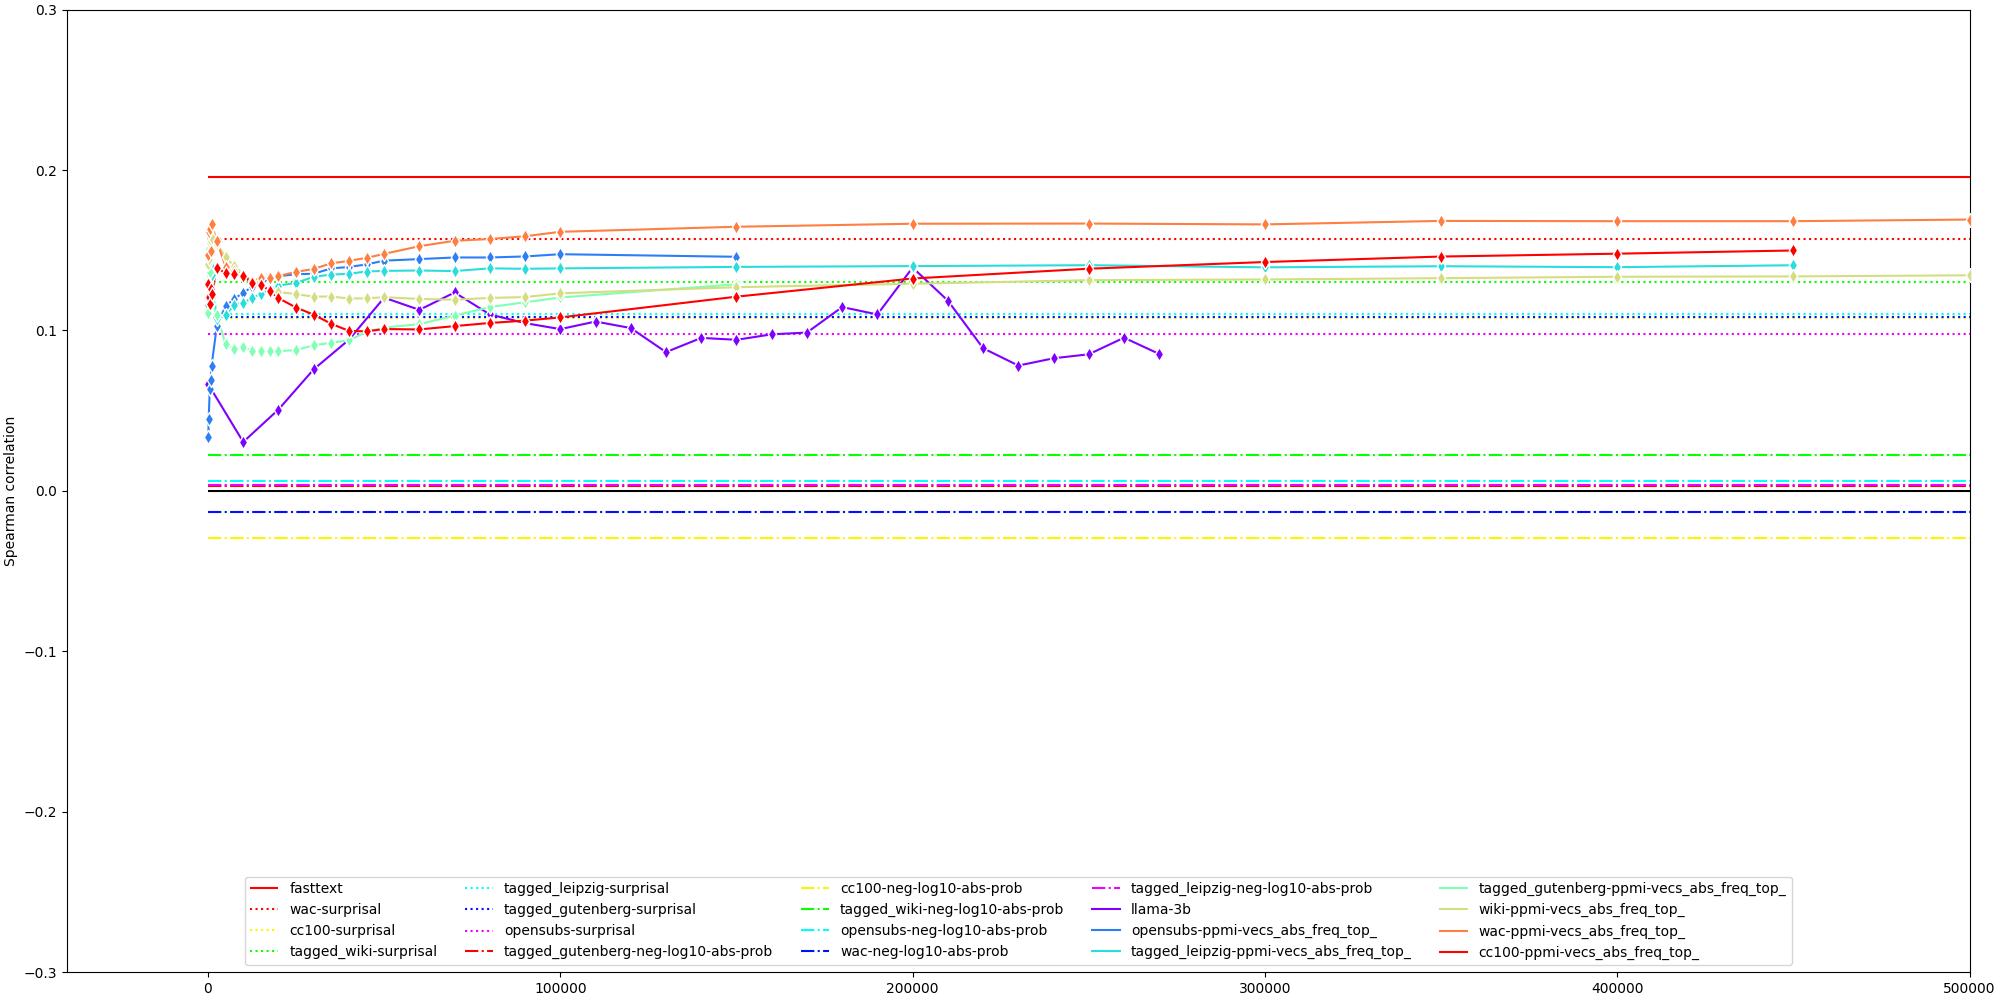 0.3
0.2
0.1
0.0
−0.1
−0.2
−0.3
Spearman correlation
0 100000 200000 300000 400000 500000
fasttext
wac-surprisal
cc100-surprisal
tagged_wiki-surprisal
tagged_leipzig-surprisal
tagged_gutenberg-surprisal
opensubs-surprisal
tagged_gutenberg-neg-log10-abs-prob
cc100-neg-log10-abs-prob
tagged_wiki-neg-log10-abs-prob
opensubs-neg-log10-abs-prob
wac-neg-log10-abs-prob
tagged_leipzig-neg-log10-abs-prob
llama-3b
opensubs-ppmi-vecs_abs_freq_top_
tagged_leipzig-ppmi-vecs_abs_freq_top_
tagged_gutenberg-ppmi-vecs_abs_freq_top_
wiki-ppmi-vecs_abs_freq_top_
wac-ppmi-vecs_abs_freq_top_
cc100-ppmi-vecs_abs_freq_top_